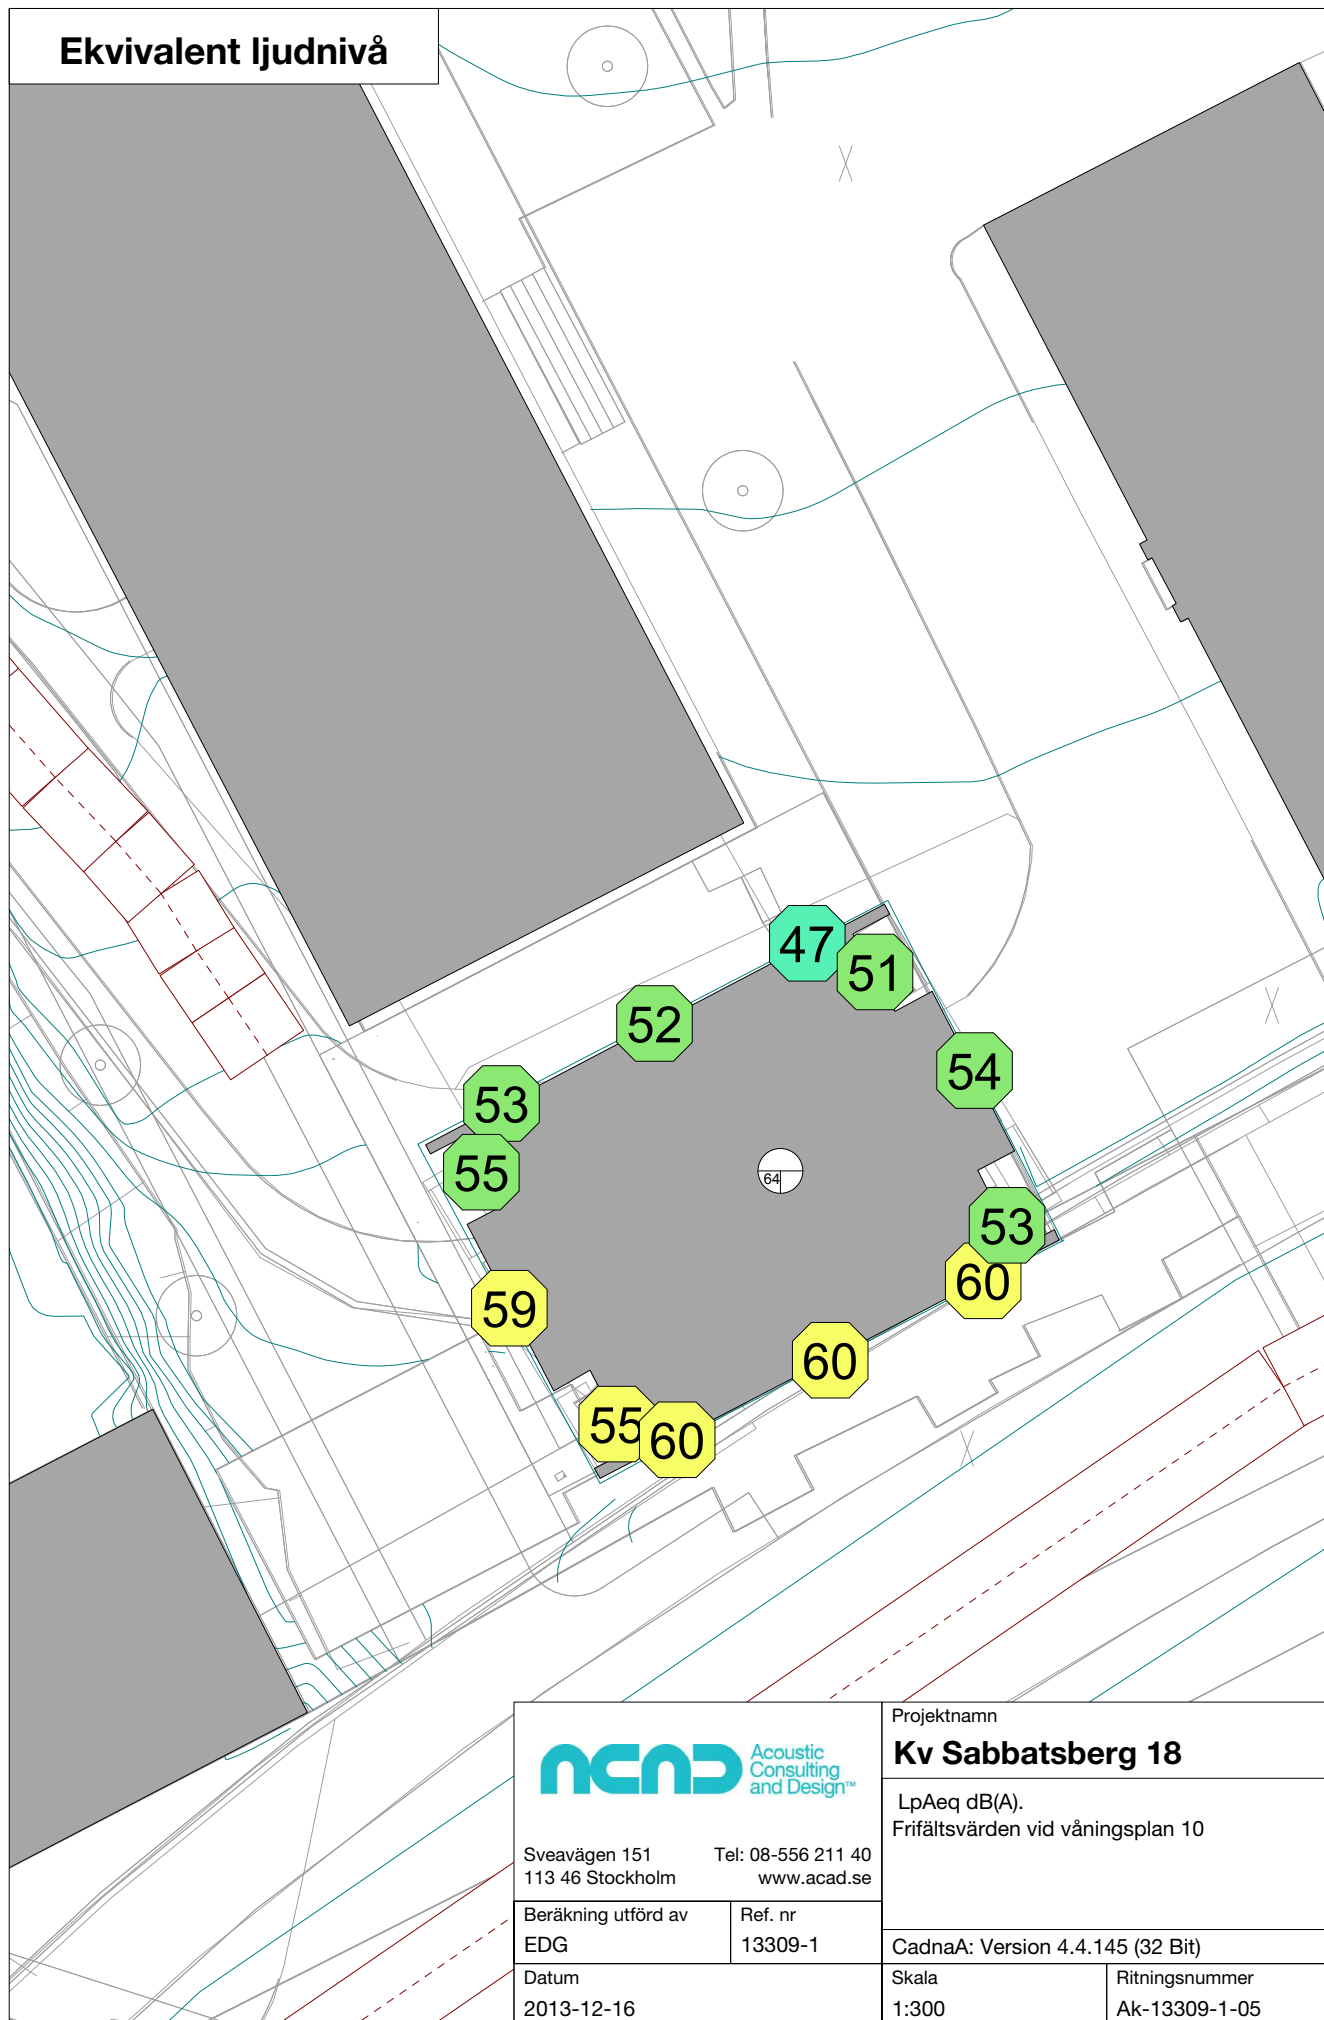 Ekvivalent ljudnivå
47
51
52
54
53
55
64
53
60
59
60
55
60
ACAD Acoustic
Consulting
and Design™
Sveavägen 151 Tel: 08-556 211 40
113 46 Stockholm www.acad.se
Beräkning utförd av Ref. nr
EDG 13309-1
Datum
2013-12-16
Projektnamn
Kv Sabbatsberg 18
LpAeq dB(A).
Frifältsvärden vid våningsplan 10
CadnaA: Version 4.4.145 (32 Bit)
Skala Ritningsnummer
1:300 Ak-13309-1-05